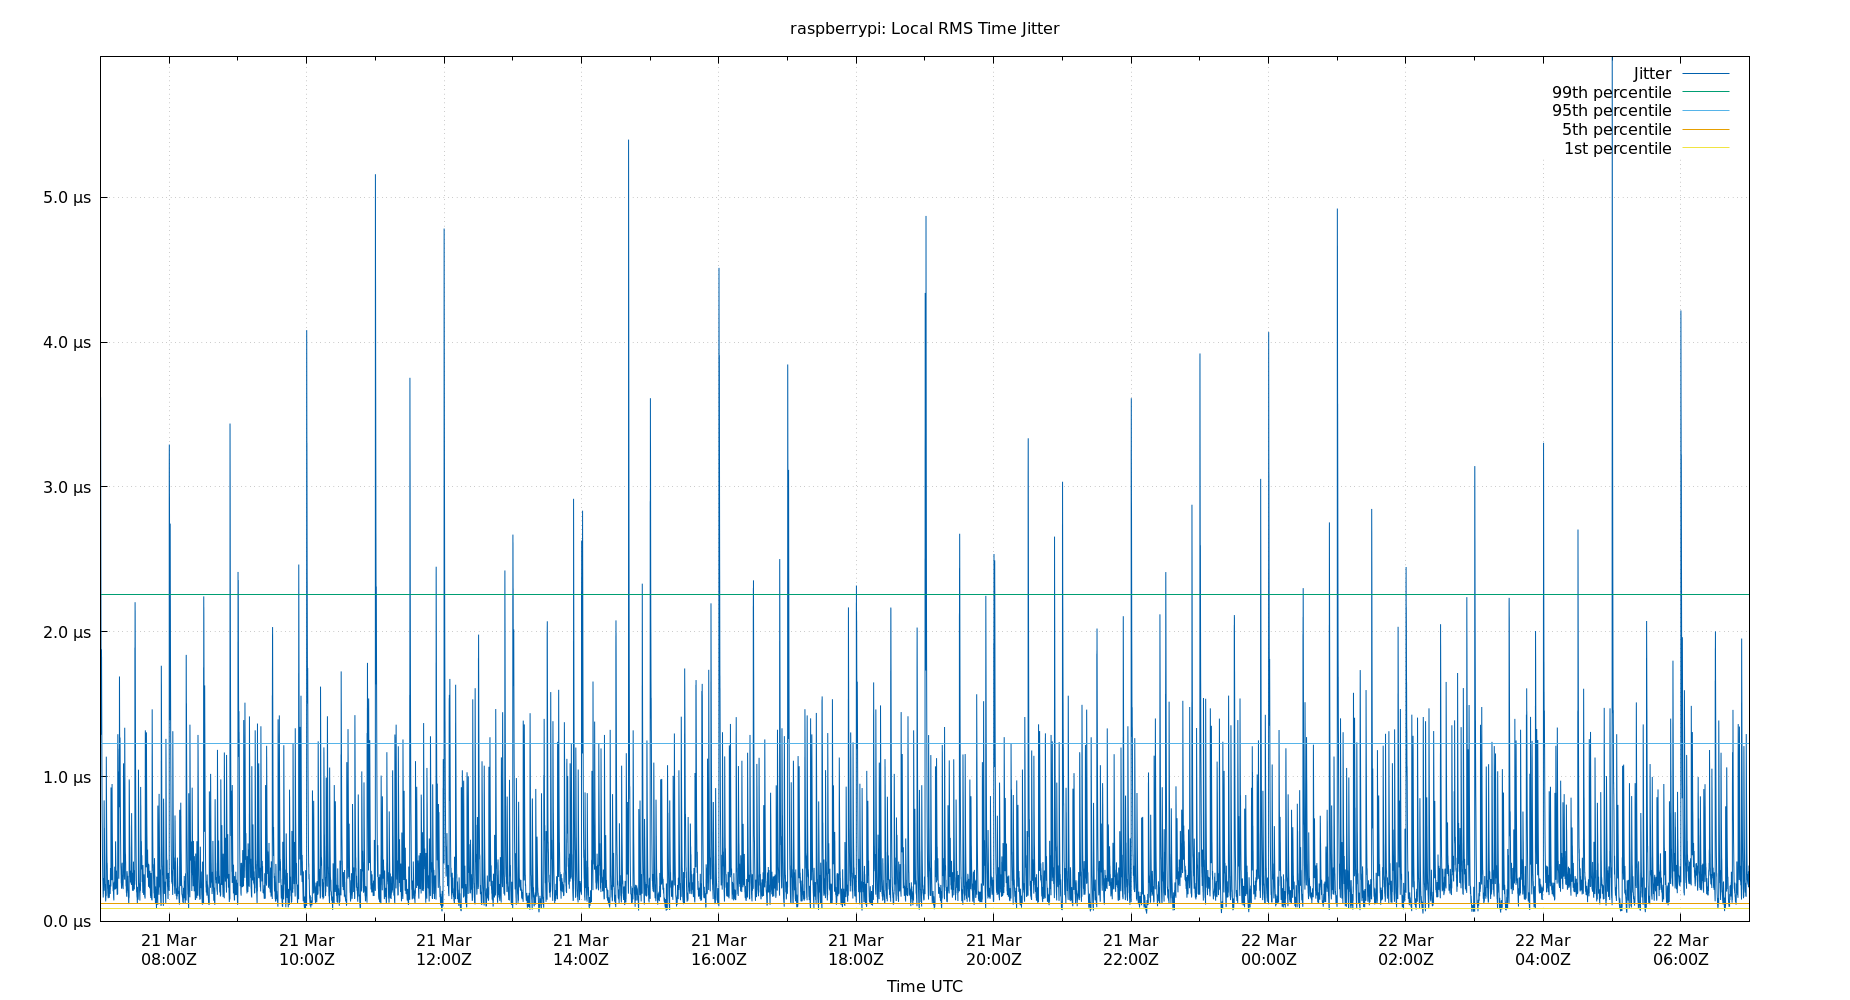 raspberrypi: Local RMS Time Jitter
Jitter
99th percentile
95th percentile
5th percentile
1st percentile
5.0 µs
4.0 µs
3.0 µs
2.0 µs
1.0 µs
0.0 µs
21 Mar 21 Mar 21 Mar 21 Mar 21 Mar 21 Mar 21 Mar 21 Mar 22 Mar 22 Mar 22 Mar 22 Mar
08:00Z 10:00Z 12:00Z 14:00Z 16:00Z 18:00Z 20:00Z 22:00Z 00:00Z 02:00Z 04:00Z 06:00Z
Time UTC